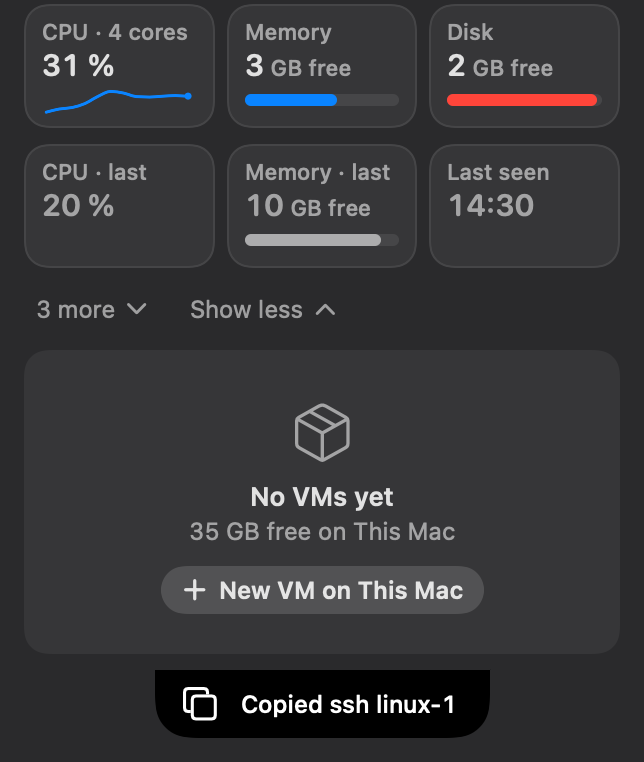 CPU · 4 cores
31 %
Memory
3 GB free
Disk
2 GB free
CPU · last
20 %
Memory · last
10 GB free
Last seen
14:30
3 more
Show less
No VMs yet
35 GB free on This Mac
New VM on This Mac
Copied ssh linux-1